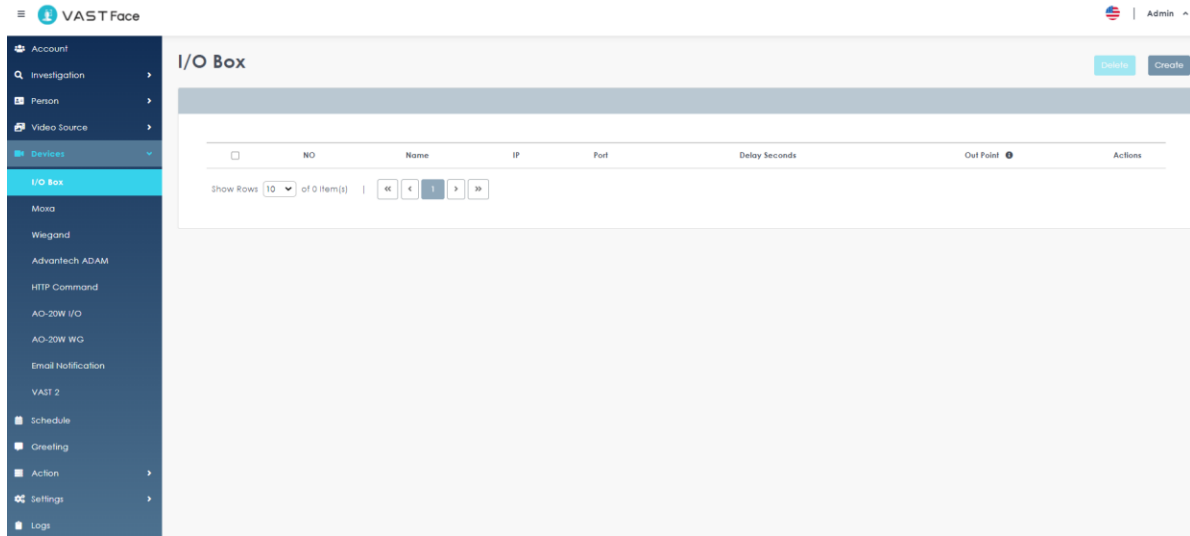 VAST Face
Admin
Account
Investigation
Person
Video Source
Devices
I/O Box
Moxa
Wiegand
Advantech ADAM
HTTP Command
AO-20W I/O
AO-20W WG
Email Notification
VAST 2
Schedule
Greeting
Action
Settings
Logs
I/O Box
Delete Create
NO Name IP Port Delay Seconds Out Point Actions
Show Rows 10 of 0 Item(s) | « ‹ 1 › »